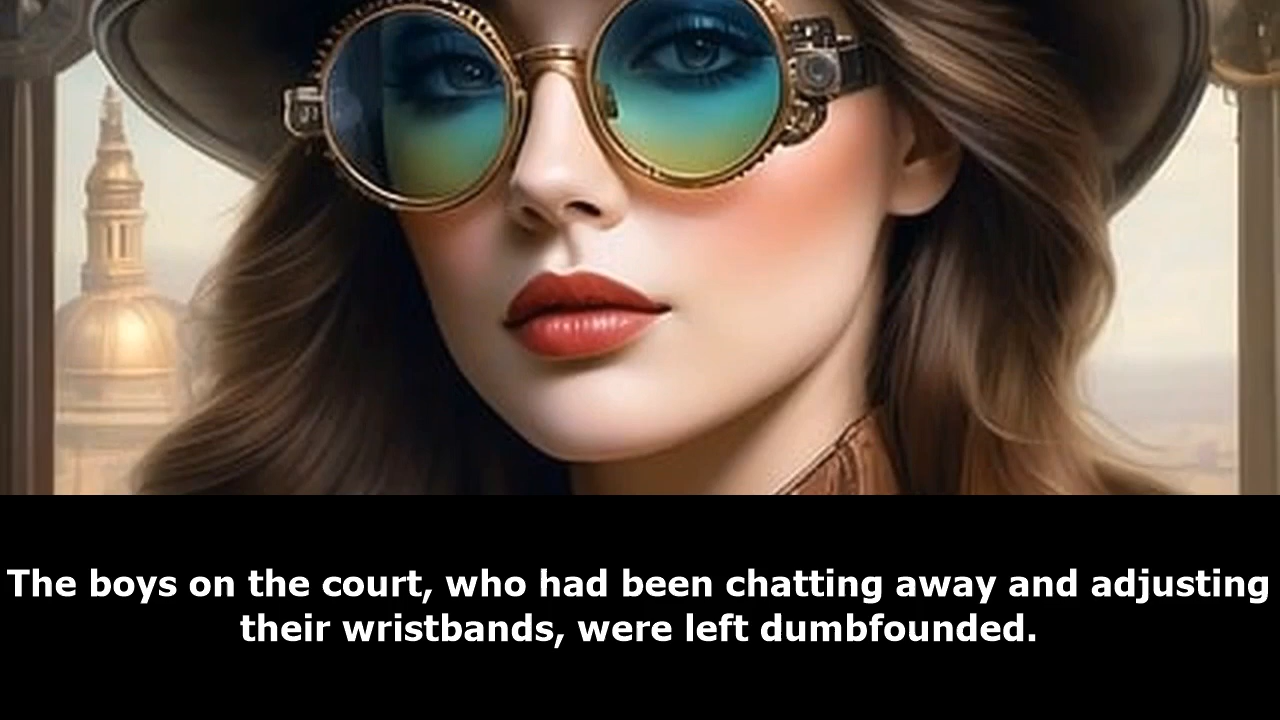 The boys on the court, who had been chatting away and adjusting
their wristbands, were left dumbfounded.